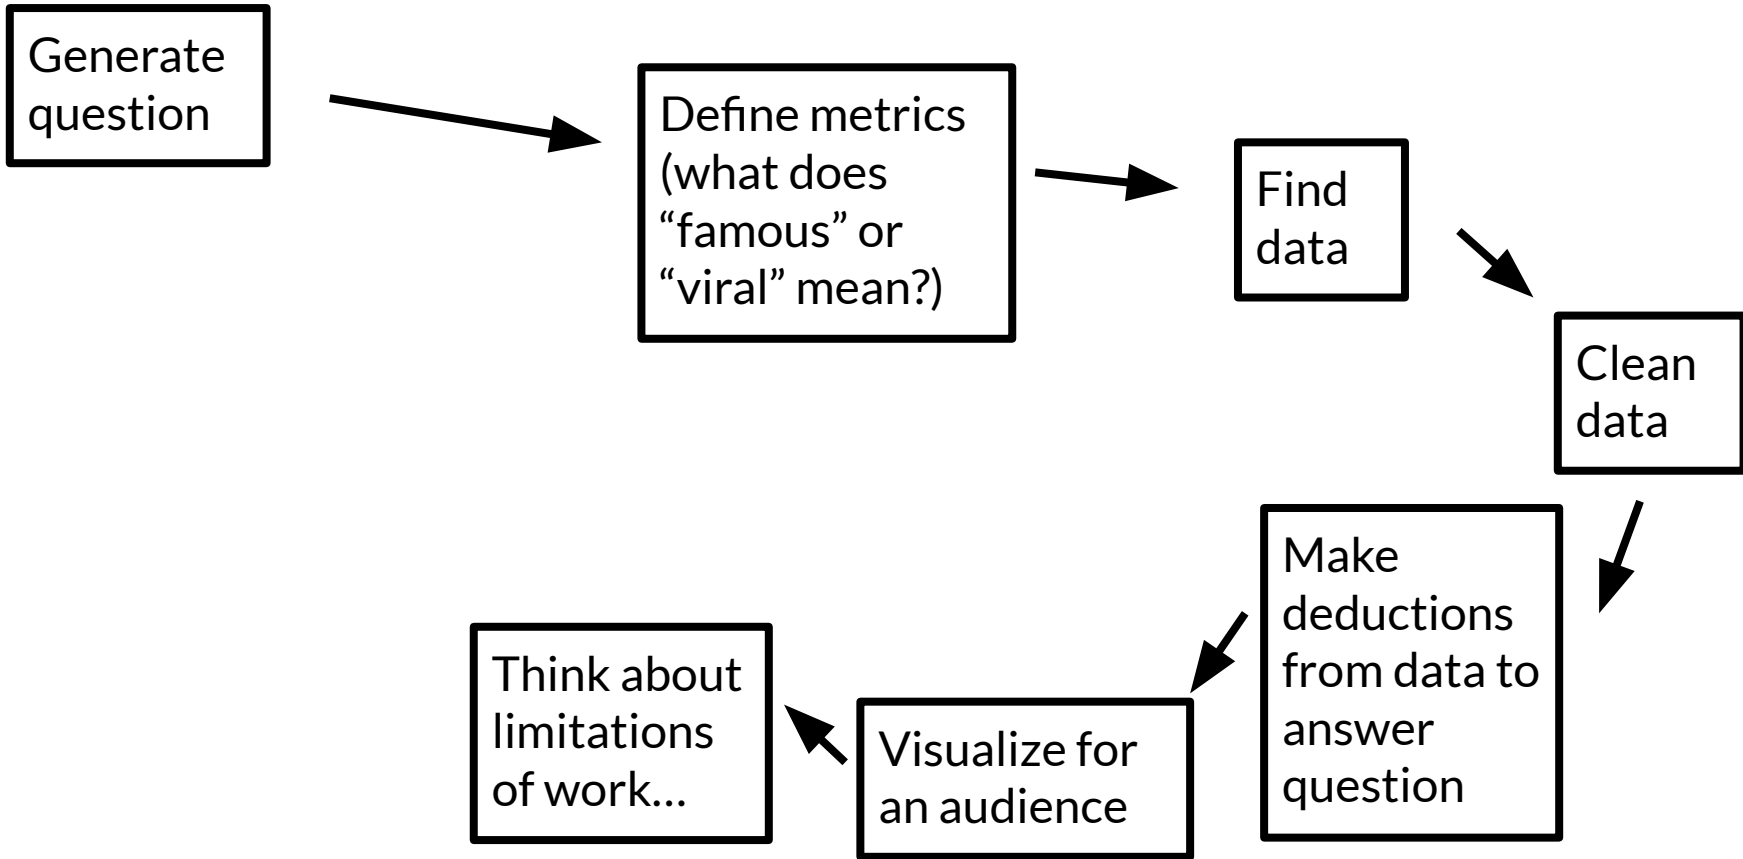 Generate
question
Define metrics
(what does
“famous” or
“viral” mean?)
Find
data
Clean
data
Make
deductions
from data to
answer
question
Visualize for
an audience
Think about
limitations
of work...